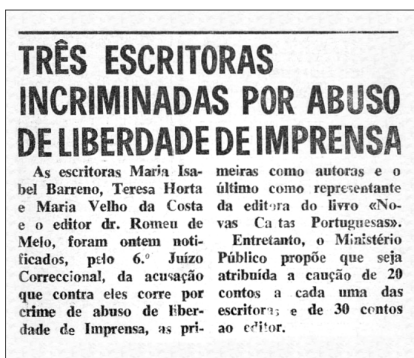 TRÊS ESCRITORAS
INCRIMINADAS POR ABUSO
DE LIBERDADE DE IMPRENSA
As escritoras Maria Isa-
bel Barreno, Teresa Horta
e Maria Velho da Costa
e o editor dr. Romeu de
Melo, foram ontem noti-
ficados, pelo 6.º Juízo
Correccional, da acusação
que contra eles corre por
crime de abuso de liber-
dade de Imprensa, as pri-
meiras como autoras e o
último como representante
da editora do livro «No-
vas Ca tas Portuguesas».
Entretanto, o Ministério
Público propõe que seja
atribuída a caução de 20
contos a cada uma das
escritoras e de 30 contos
ao editor.